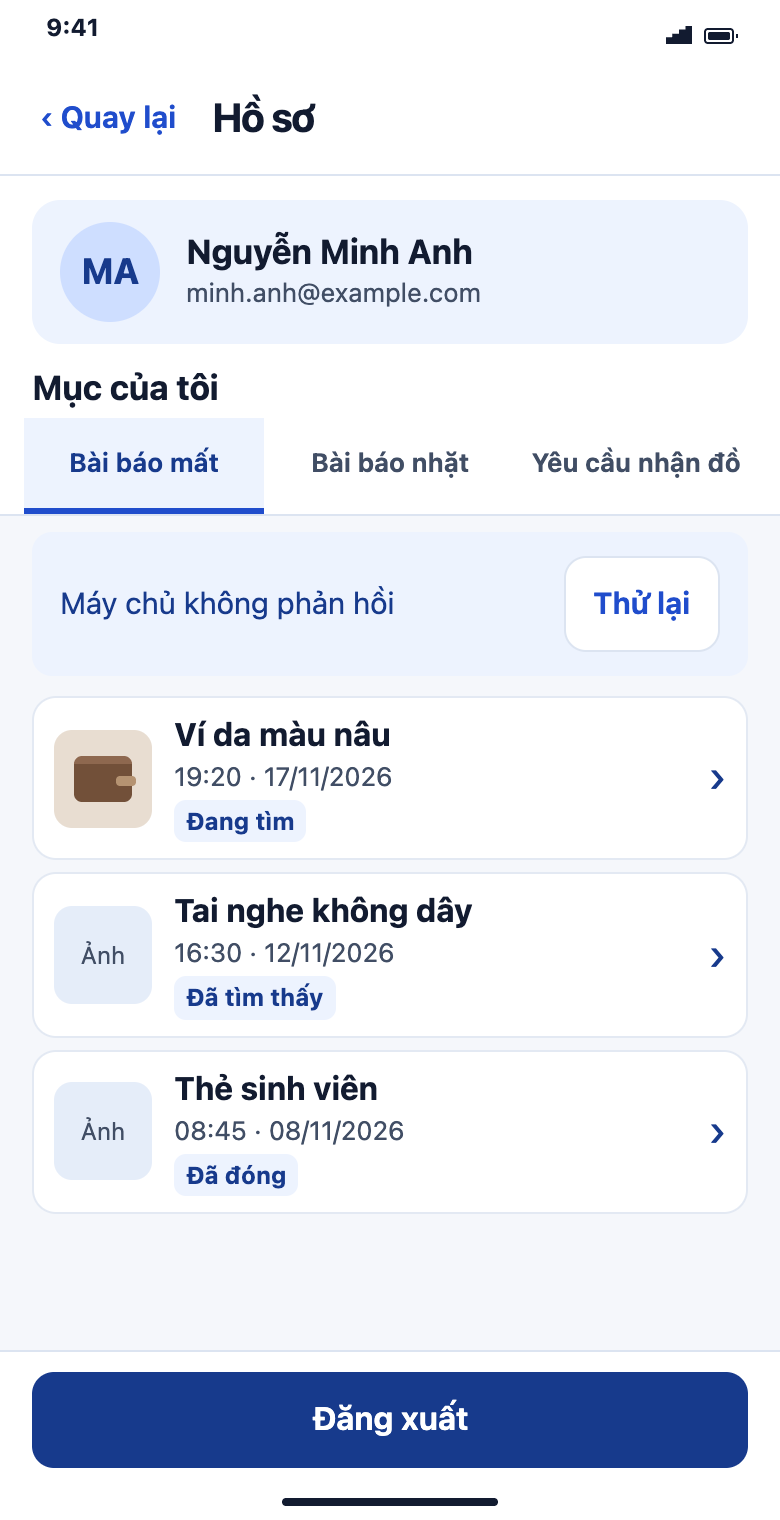 9:41
‹ Quay lại
Hồ sơ
MA
Nguyễn Minh Anh
minh.anh@example.com
Mục của tôi
Bài báo mất
Bài báo nhặt
Yêu cầu nhận đồ
Máy chủ không phản hồi
Thử lại
Ví da màu nâu
19:20 · 17/11/2026
Đang tìm
›
Ảnh
Tai nghe không dây
16:30 · 12/11/2026
Đã tìm thấy
›
Ảnh
Thẻ sinh viên
08:45 · 08/11/2026
Đã đóng
›
Đăng xuất